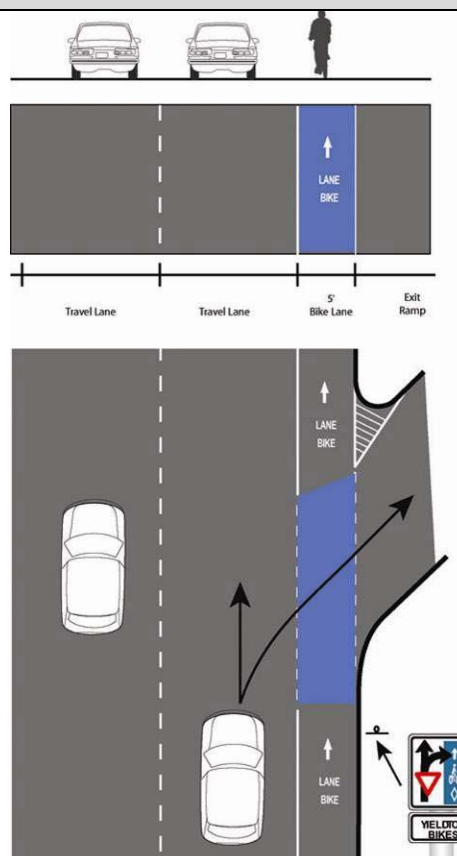 LANE
BIKE
Travel Lane
Travel Lane
5'
Bike Lane
Exit
Ramp
LANE
BIKE
LANE
BIKE
YIELD TO
BIKES